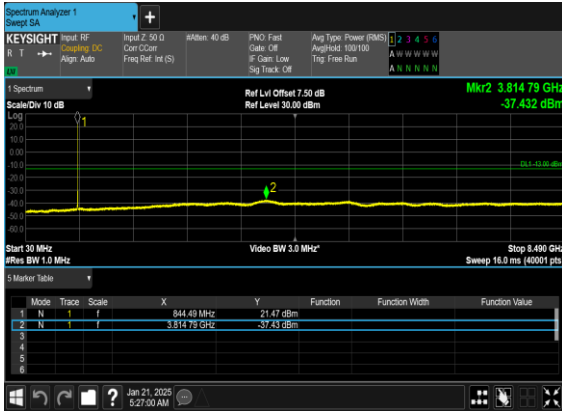 Spectrum Analyzer 1
Swept SA
+
KEYSIGHT Input: RF Input Z: 50 Ω #Atten: 40 dB PNO: Fast Avg Type: Power (RMS) 1 2 3 4 5 6
R T Coupling: DC Corr CCorr Gate: Off Avg|Hold: 100/100 A W W W W W
Align: Auto Freq Ref: Int (S) IF Gain: Low Trig: Free Run
Sig Track: Off A N N N N N
1 Spectrum Ref Lvl Offset 7.50 dB Mkr2 3.814 79 GHz
Scale/Div 10 dB Ref Level 30.00 dBm -37.432 dBm
Log
20.0
10.0
0.00
-10.0
-20.0
-30.0
-40.0
-50.0
-60.0
1
2
DL1 -13.00 dBm
Start 30 MHz Video BW 3.0 MHz* Stop 8.490 GHz
#Res BW 1.0 MHz Sweep 16.0 ms (40001 pts)
5 Marker Table
Mode Trace Scale X Y Function Function Width Function Value
1 N 1 f 844.49 MHz 21.47 dBm
2 N 1 f 3.814 79 GHz -37.43 dBm
3
4
5
6
? Jan 21, 2025
5:27:00 AM